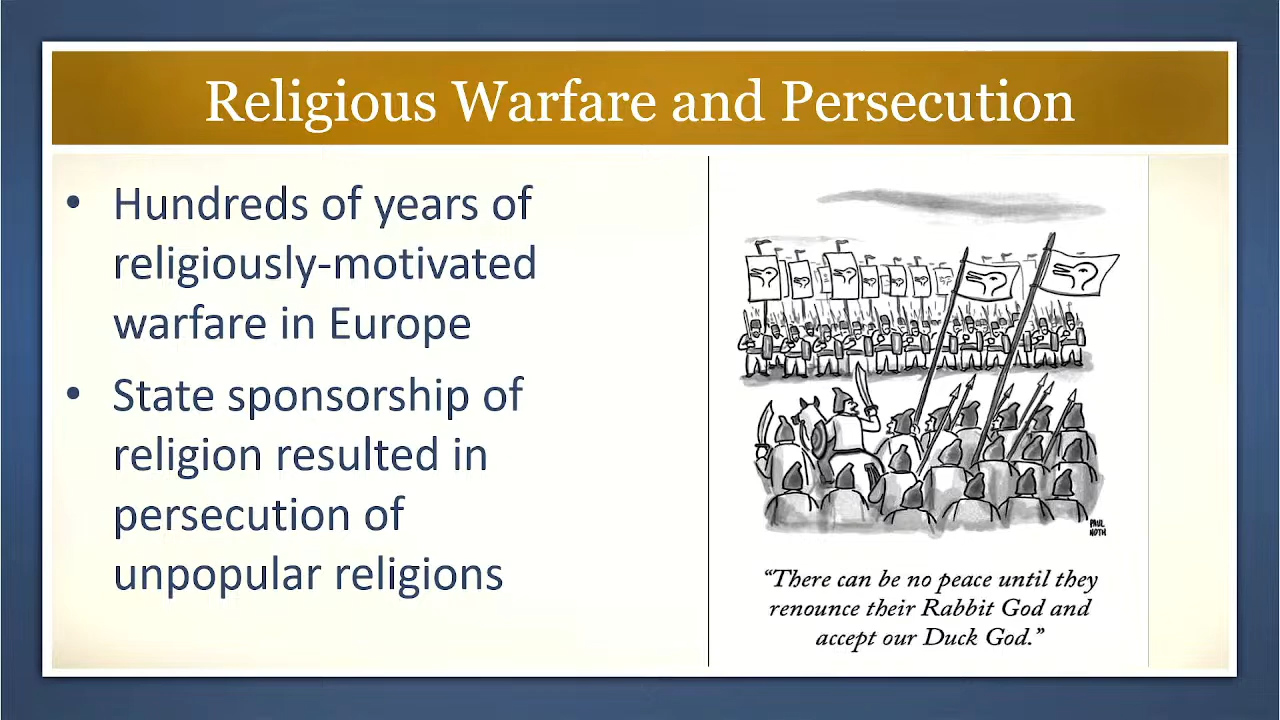 Religious Warfare and Persecution
• Hundreds of years of
religiously-motivated
warfare in Europe
• State sponsorship of
religion resulted in
persecution of
unpopular religions
PAUL
NOTH
“There can be no peace until they
renounce their Rabbit God and
accept our Duck God.”